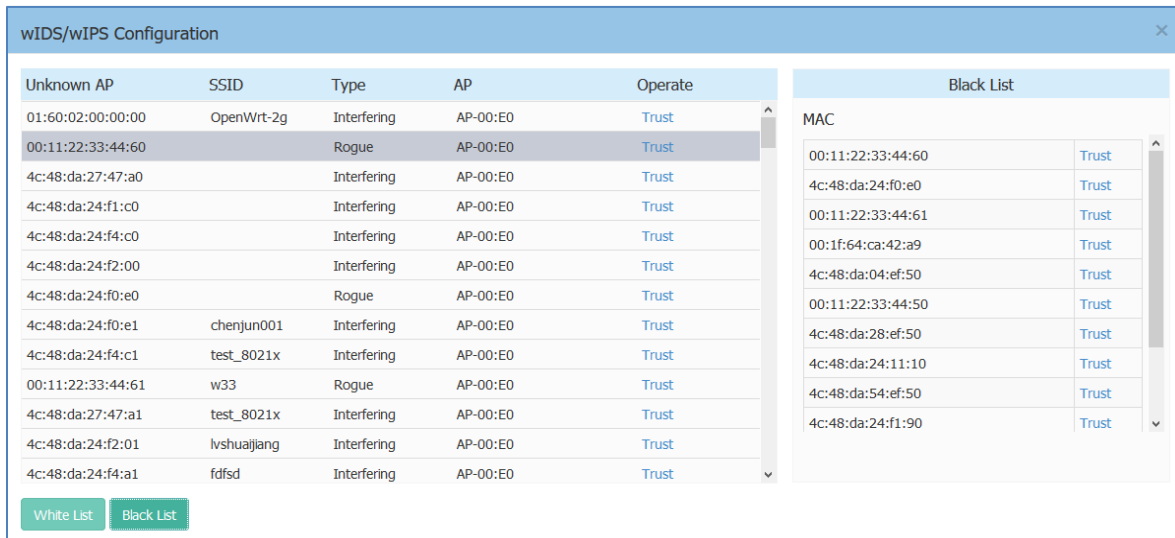 wIDS/wIPS Configuration ×
Unknown AP SSID Type AP Operate
01:60:02:00:00:00 OpenWrt-2g Interfering AP-00:E0 Trust
00:11:22:33:44:60 Rogue AP-00:E0 Trust
4c:48:da:27:47:a0 Interfering AP-00:E0 Trust
4c:48:da:24:f1:c0 Interfering AP-00:E0 Trust
4c:48:da:24:f4:c0 Interfering AP-00:E0 Trust
4c:48:da:24:f2:00 Interfering AP-00:E0 Trust
4c:48:da:24:f0:e0 Rogue AP-00:E0 Trust
4c:48:da:24:f0:e1 chenjun001 Interfering AP-00:E0 Trust
4c:48:da:24:f4:c1 test_8021x Interfering AP-00:E0 Trust
00:11:22:33:44:61 w33 Rogue AP-00:E0 Trust
4c:48:da:27:47:a1 test_8021x Interfering AP-00:E0 Trust
4c:48:da:24:f2:01 lvshuaijiang Interfering AP-00:E0 Trust
4c:48:da:24:f4:a1 fdfsd Interfering AP-00:E0 Trust
White List Black List
Black List
MAC
00:11:22:33:44:60 Trust
4c:48:da:24:f0:e0 Trust
00:11:22:33:44:61 Trust
00:1f:64:ca:42:a9 Trust
4c:48:da:04:ef:50 Trust
00:11:22:33:44:50 Trust
4c:48:da:28:ef:50 Trust
4c:48:da:24:11:10 Trust
4c:48:da:54:ef:50 Trust
4c:48:da:24:f1:90 Trust